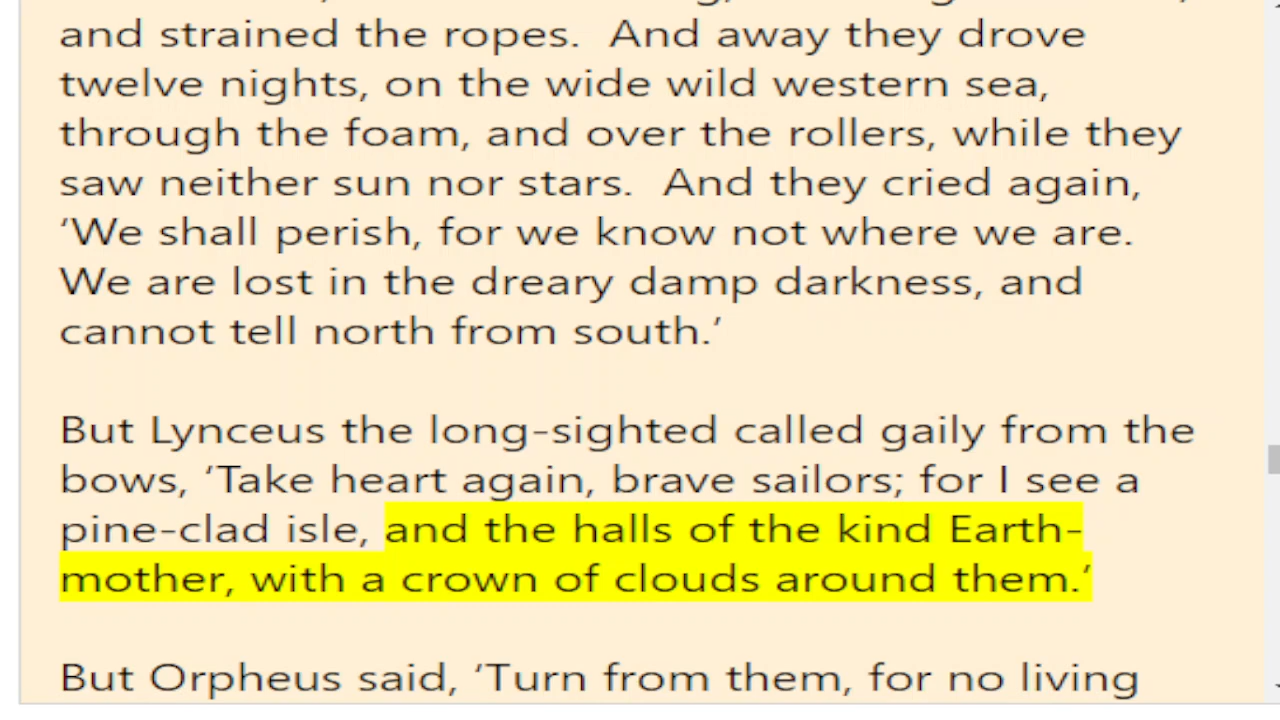 and strained the ropes.  And away they drove
twelve nights, on the wide wild western sea,
through the foam, and over the rollers, while they
saw neither sun nor stars.  And they cried again,
‘We shall perish, for we know not where we are.
We are lost in the dreary damp darkness, and
cannot tell north from south.’
But Lynceus the long-sighted called gaily from the
bows, ‘Take heart again, brave sailors; for I see a
pine-clad isle, and the halls of the kind Earth-
mother, with a crown of clouds around them.’
But Orpheus said, ‘Turn from them, for no living